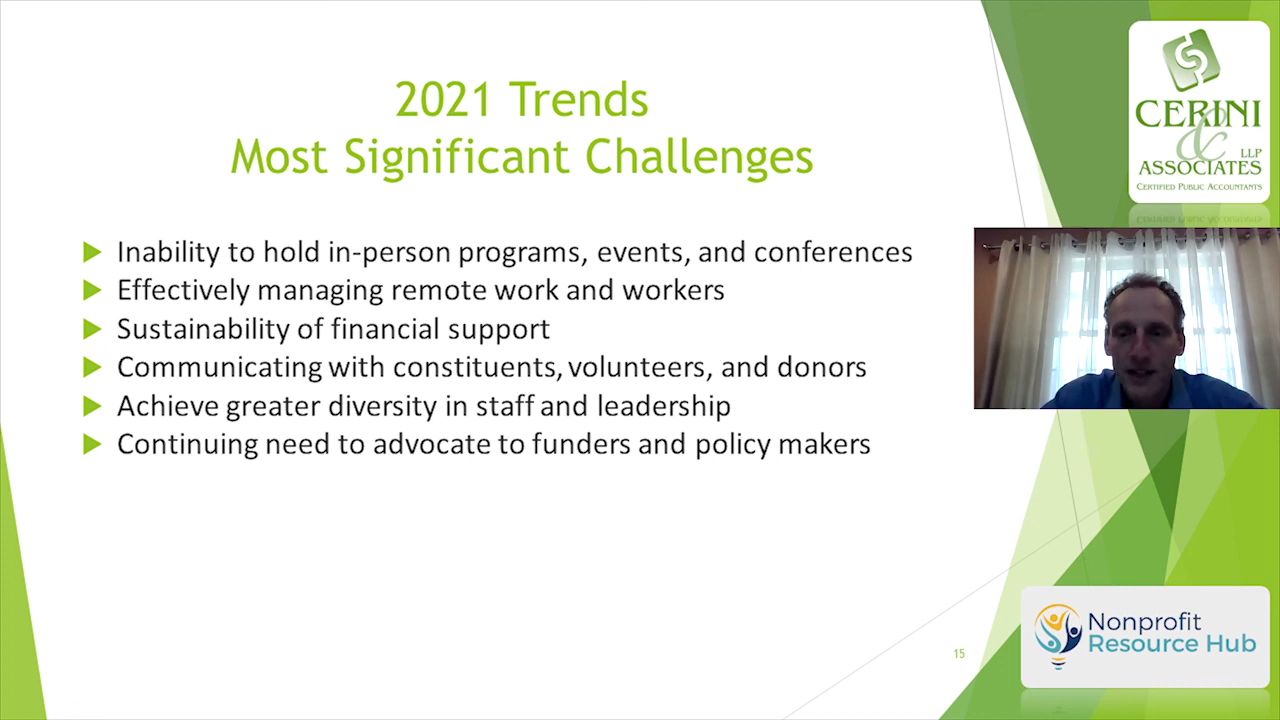 2021 Trends
Most Significant Challenges
Inability to hold in-person programs, events, and conferences
Effectively managing remote work and workers
Sustainability of financial support
Communicating with constituents, volunteers, and donors
Achieve greater diversity in staff and leadership
Continuing need to advocate to funders and policy makers
15
CERINI
&
LLP
ASSOCIATES
CERTIFIED PUBLIC ACCOUNTANTS
Nonprofit
Resource Hub